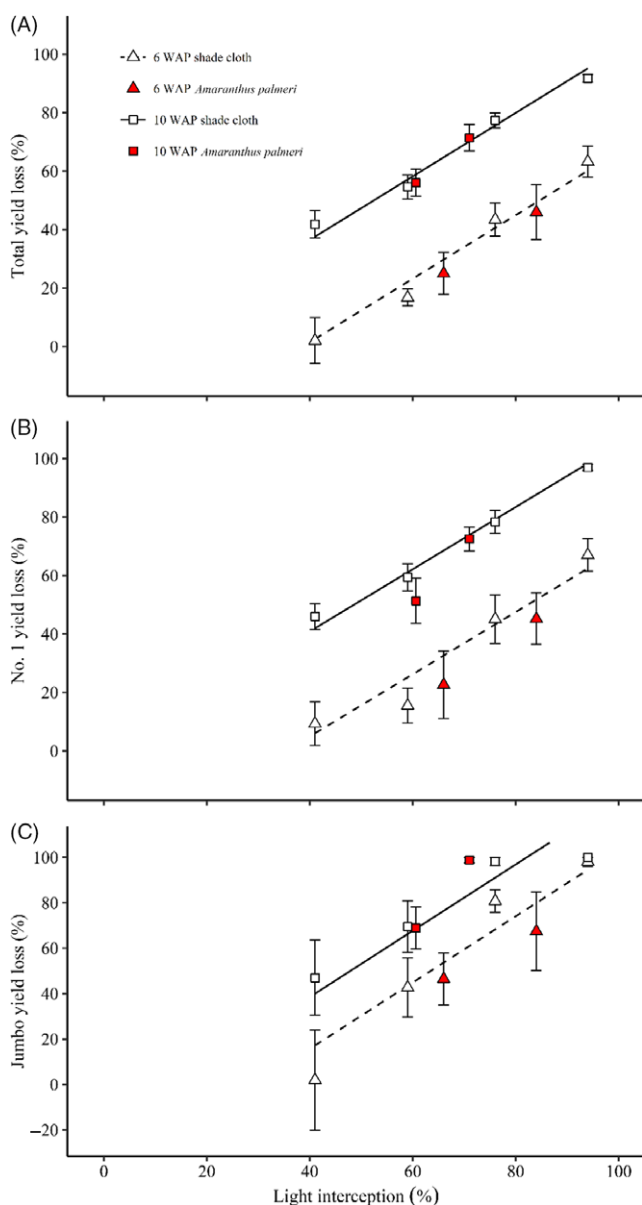 (A)
100
80
60
40
20
0
Total yield loss (%)
6 WAP shade cloth
6 WAP Amaranthus palmeri
10 WAP shade cloth
10 WAP Amaranthus palmeri
(B)
100
80
60
40
20
0
No. 1 yield loss (%)
(C)
100
80
60
40
20
0
−20
Jumbo yield loss (%)
0 20 40 60 80 100
Light interception (%)